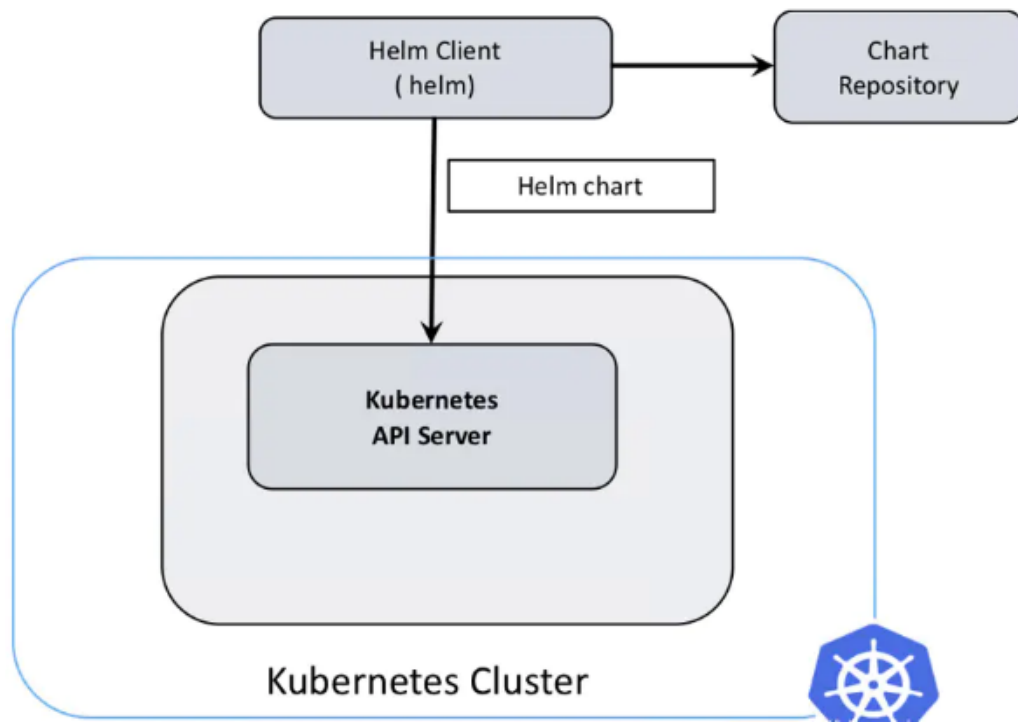 Helm Client
( helm)
Chart
Repository
Helm chart
Kubernetes
API Server
Kubernetes Cluster